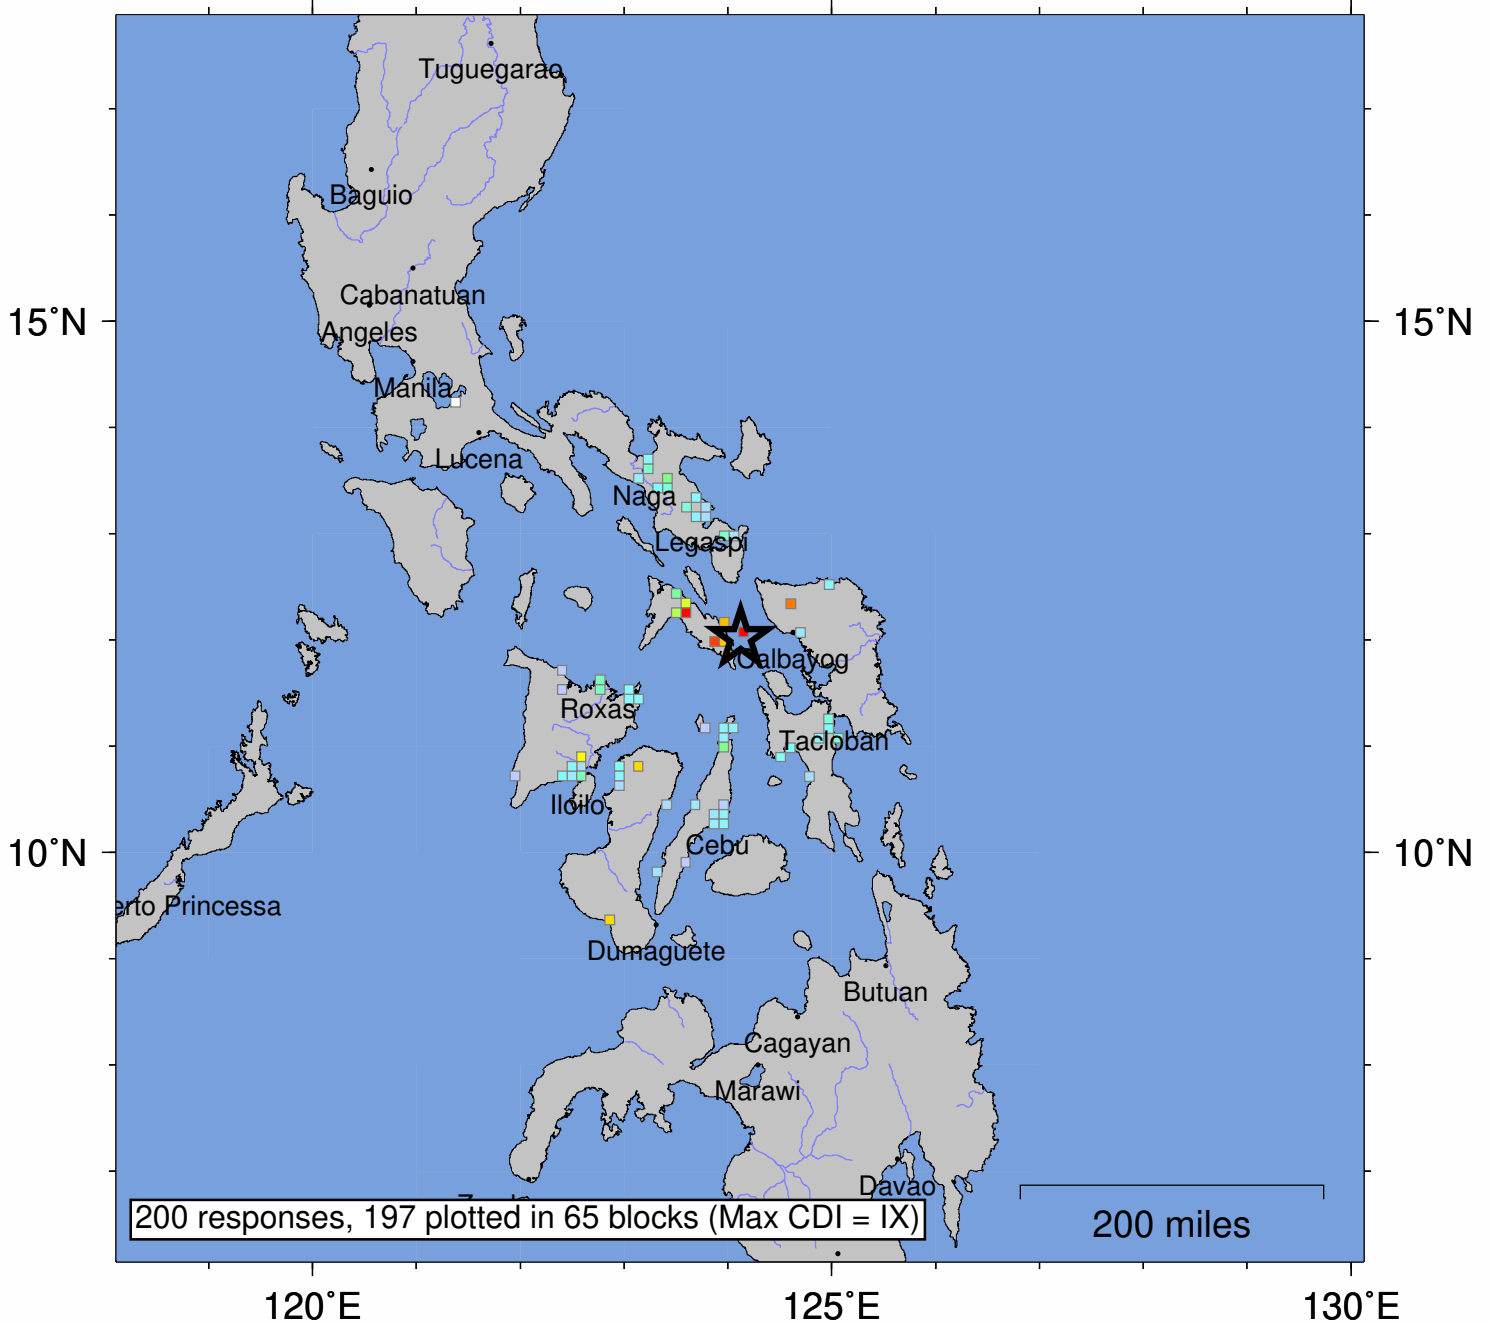 Tuguegarao
Baguio
Cabanatuan
15°N
15°N
Angeles
Manila
Lucena
Naga
Legaspi
Calbayog
Roxas
Tacloban
Iloilo
Cebu
10°N
10°N
erto Princessa
Dumaguete
Butuan
Cagayan
Marawi
Davao
200 responses, 197 plotted in 65 blocks (Max CDI = IX)
200 miles
120°E
125°E
130°E